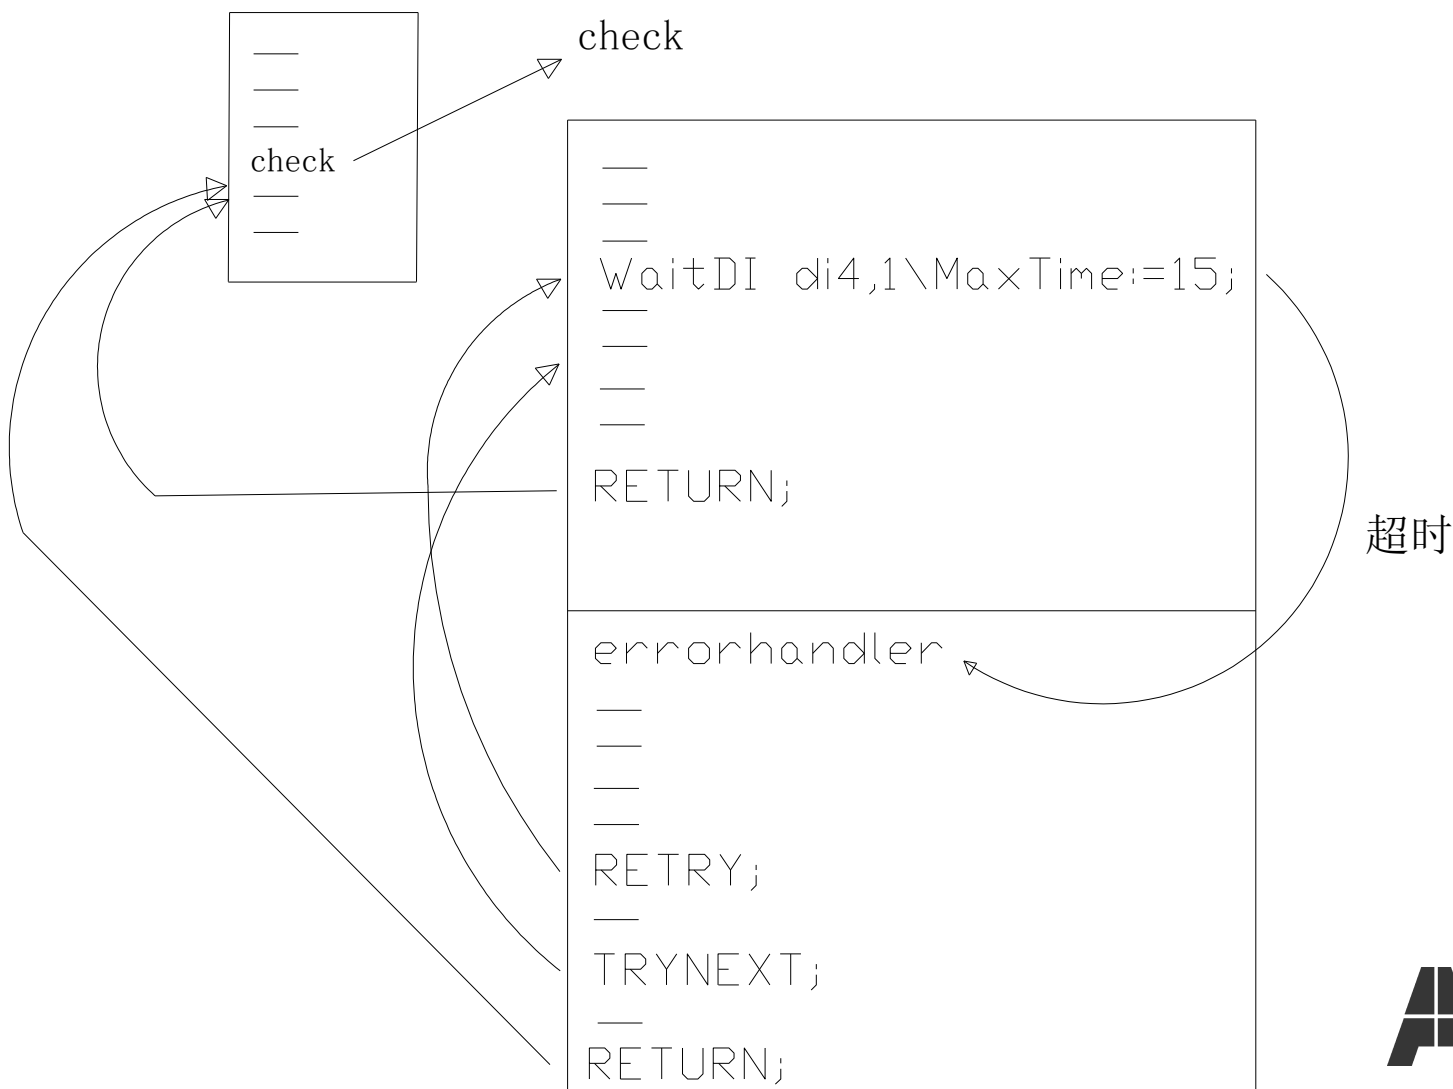 check
check
WaitDI di4,1\MaxTime:=15;
RETURN;
超时
errorhandler
RETRY;
TRYNEXT;
RETURN;